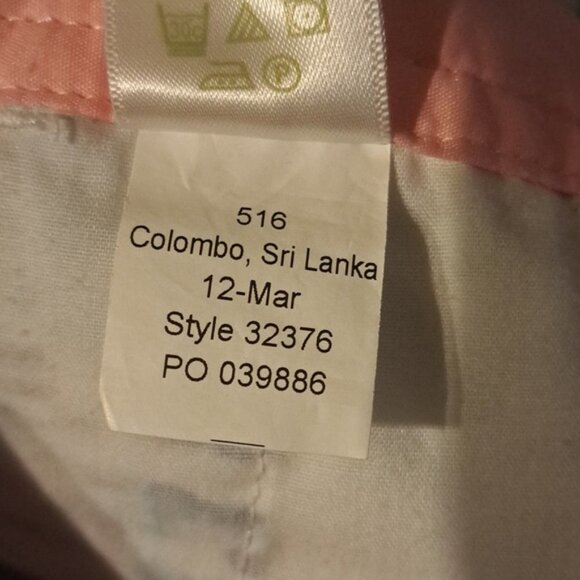 516
Colombo, Sri Lanka
12-Mar
Style 32376
PO 039886